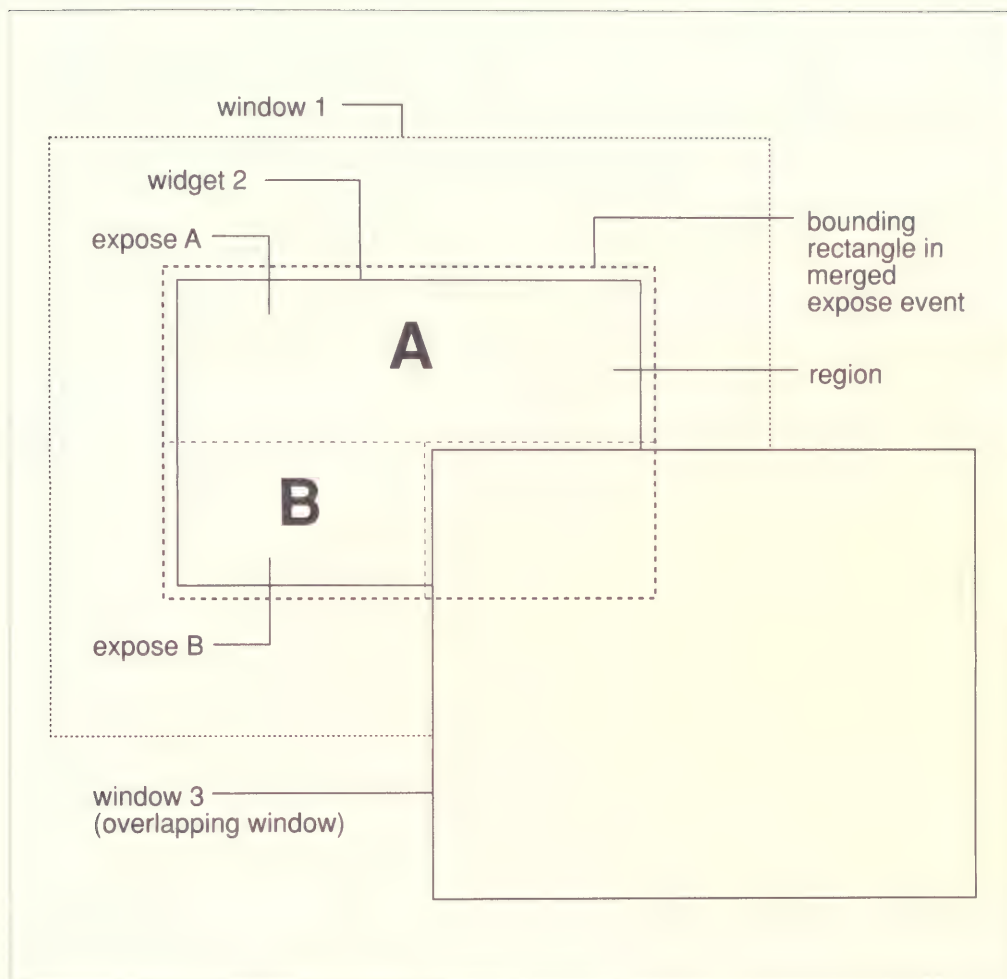 window 1
widget 2
expose A
bounding
rectangle in
merged
expose event
A
region
B
expose B
window 3
(overlapping window)